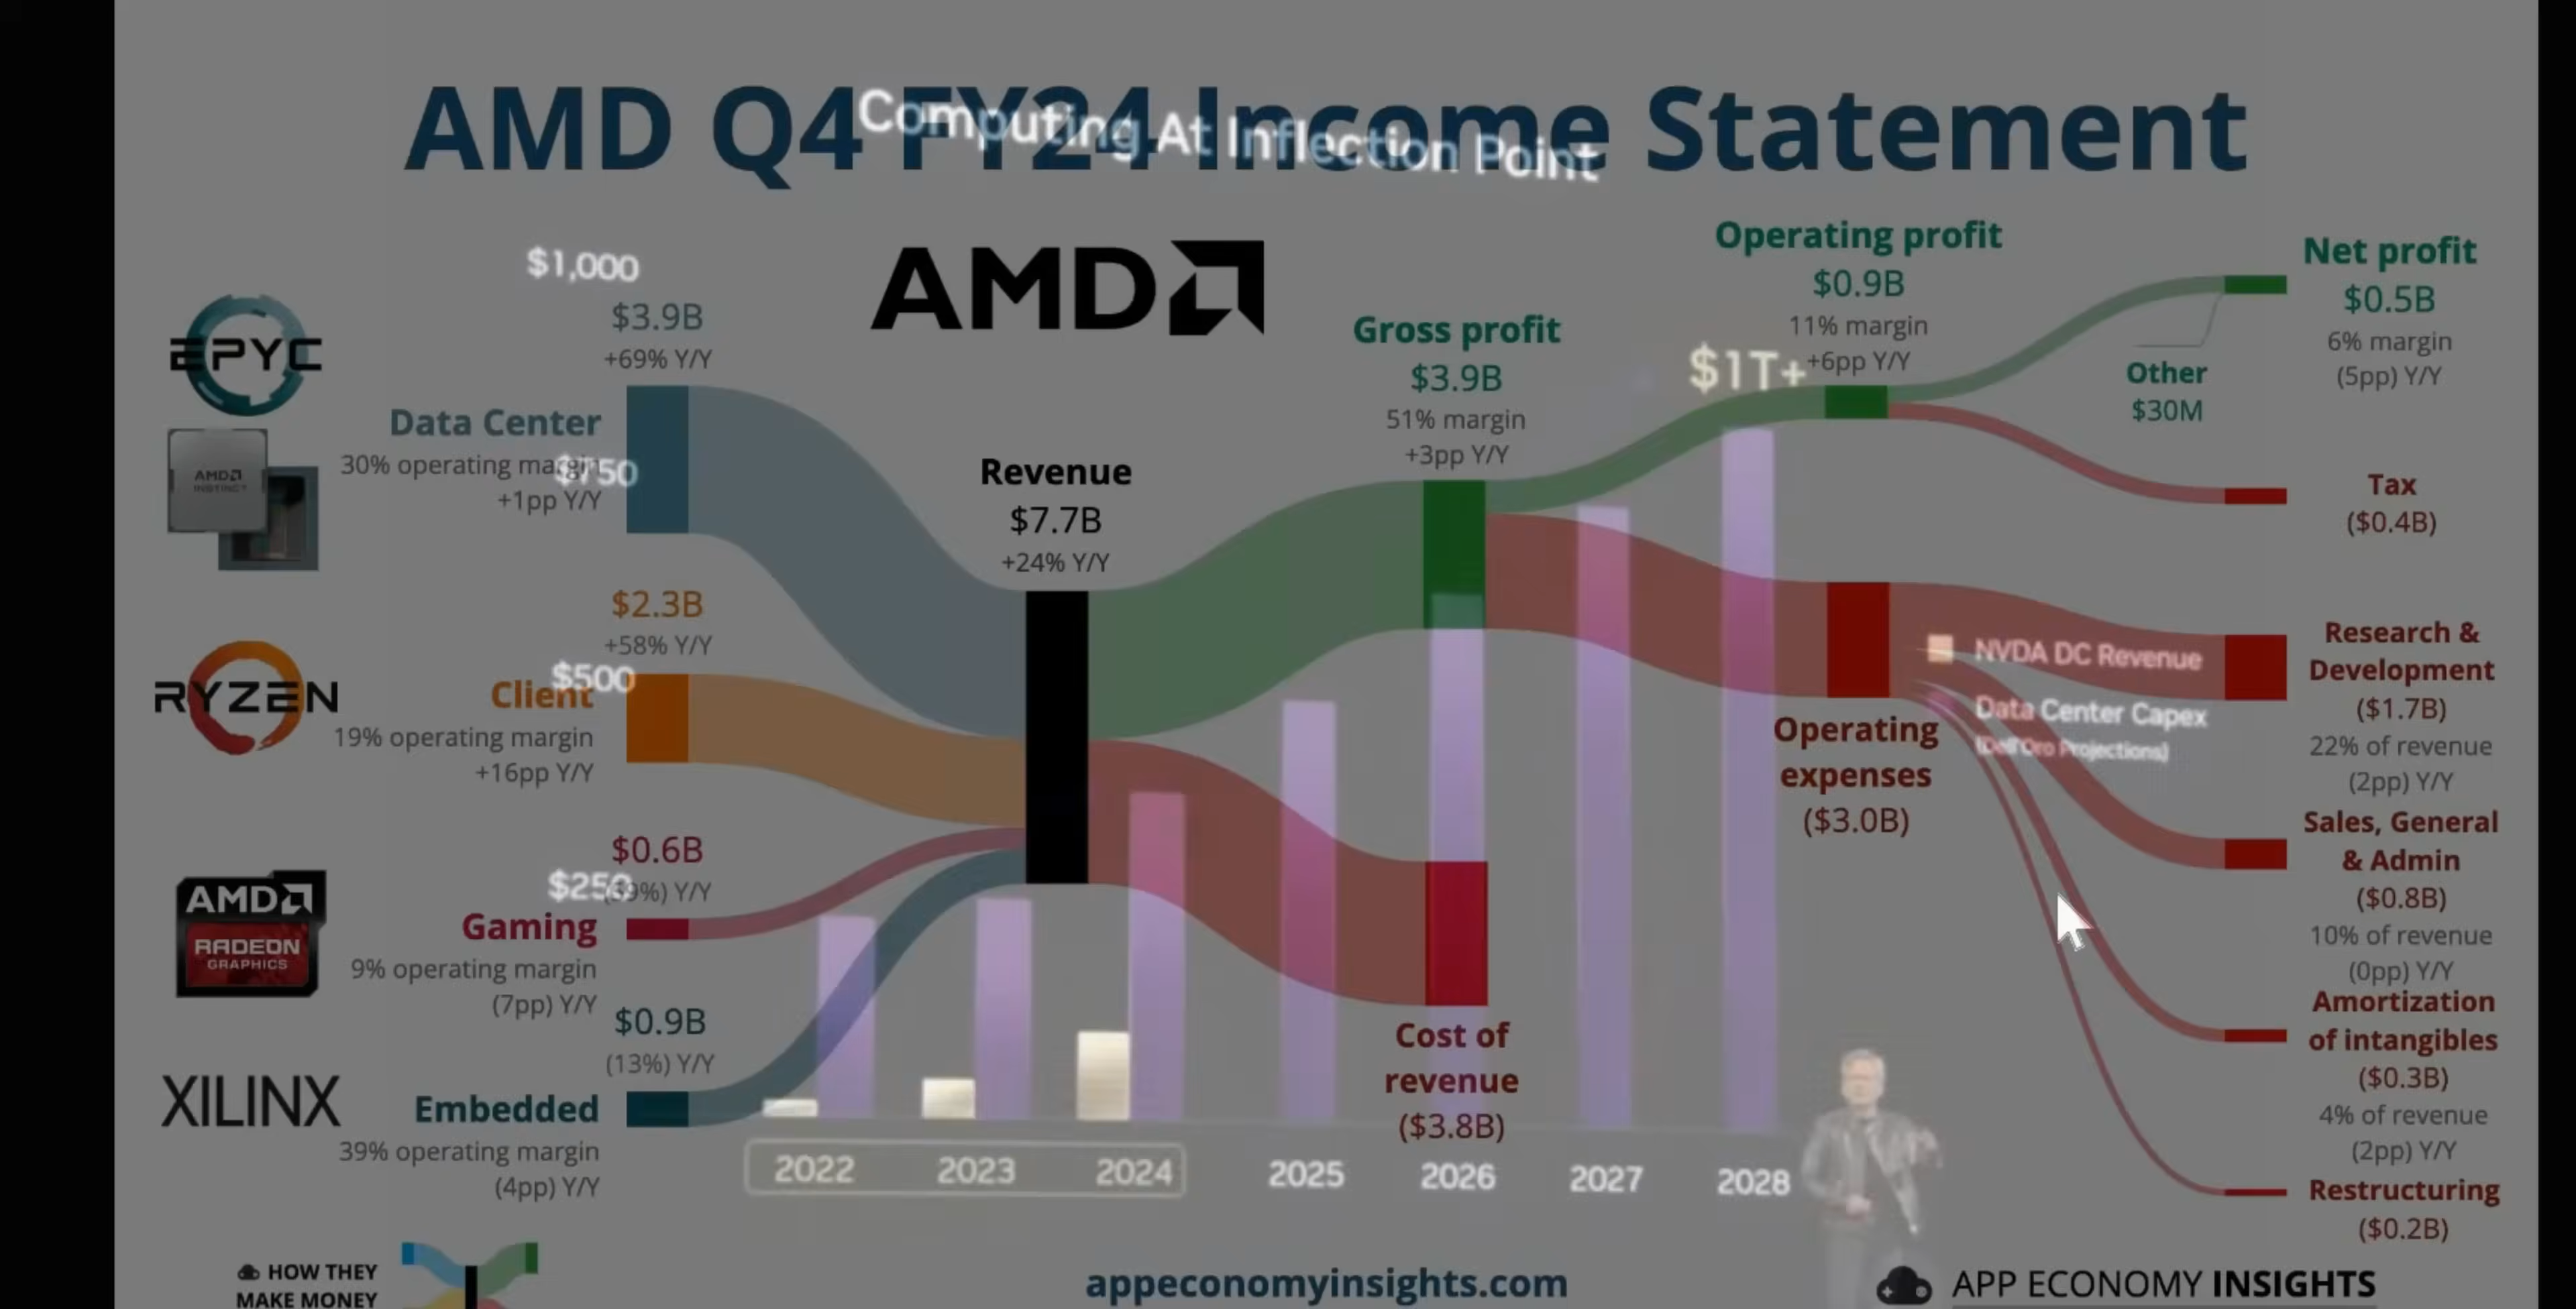 AMD Q4 FY24 Income Statement
Computing At Inflection Point
AMD
$1,000
$750
$500
$250
EPYC
AMD
INSTINCT
$3.9B
+69% Y/Y
Data Center
30% operating margin
+1pp Y/Y
RYZEN
$2.3B
+58% Y/Y
Client
19% operating margin
+16pp Y/Y
AMD
RADEON
GRAPHICS
$0.6B
Y/Y
Gaming
9% operating margin
(7pp) Y/Y
XILINX
$0.9B
(13%) Y/Y
Embedded
39% operating margin
(4pp) Y/Y
Revenue
$7.7B
+24% Y/Y
Gross profit
$3.9B
51% margin
+3pp Y/Y
Cost of
revenue
($3.8B)
$1T+
Operating profit
$0.9B
11% margin
+6pp Y/Y
Operating
expenses
($3.0B)
NVDA DC Revenue
Data Center Capex
(Dell'Oro Projections)
Net profit
$0.5B
6% margin
(5pp) Y/Y
Other
$30M
Tax
($0.4B)
Research &
Development
($1.7B)
22% of revenue
(2pp) Y/Y
Sales, General
& Admin
($0.8B)
10% of revenue
(0pp) Y/Y
Amortization
of intangibles
($0.3B)
4% of revenue
(2pp) Y/Y
Restructuring
($0.2B)
2022 2023 2024 2025 2026 2027 2028
HOW THEY
MAKE MONEY
appeconomyinsights.com
APP ECONOMY INSIGHTS